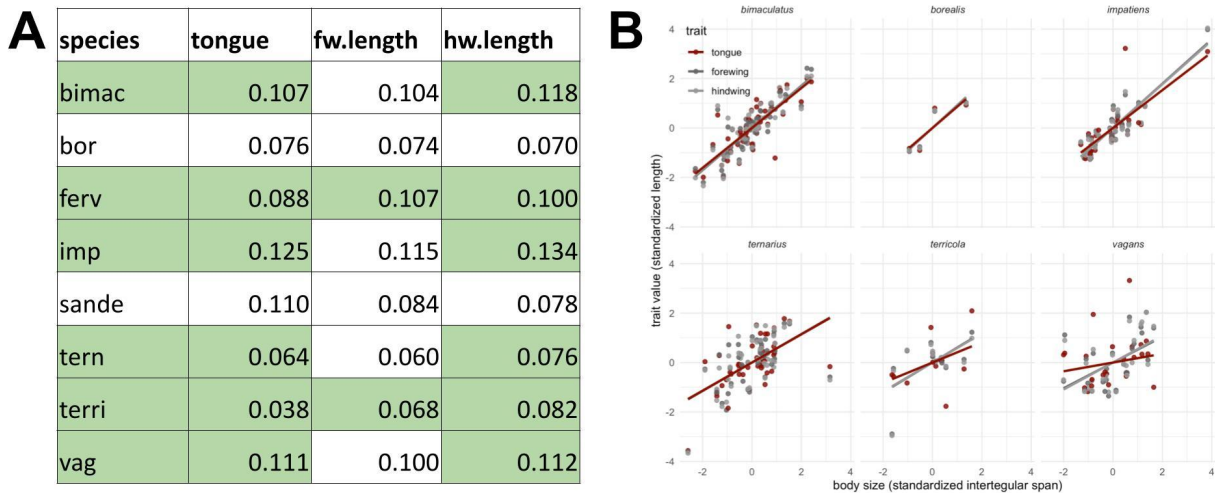 A
species tongue fw.length hw.length
bimac 0.107 0.104 0.118
bor 0.076 0.074 0.070
ferv 0.088 0.107 0.100
imp 0.125 0.115 0.134
sande 0.110 0.084 0.078
tern 0.064 0.060 0.076
terri 0.038 0.068 0.082
vag 0.111 0.100 0.112
B
bimaculatus borealis impatiens
trait
tongue
forewing
hindwing
4
2
0
-2
-4
ternarius terricola vagans
4
2
0
-2
-4
-2 0 2 4 -2 0 2 4 -2 0 2 4
trait value (standardized length)
body size (standardized intertegular span)